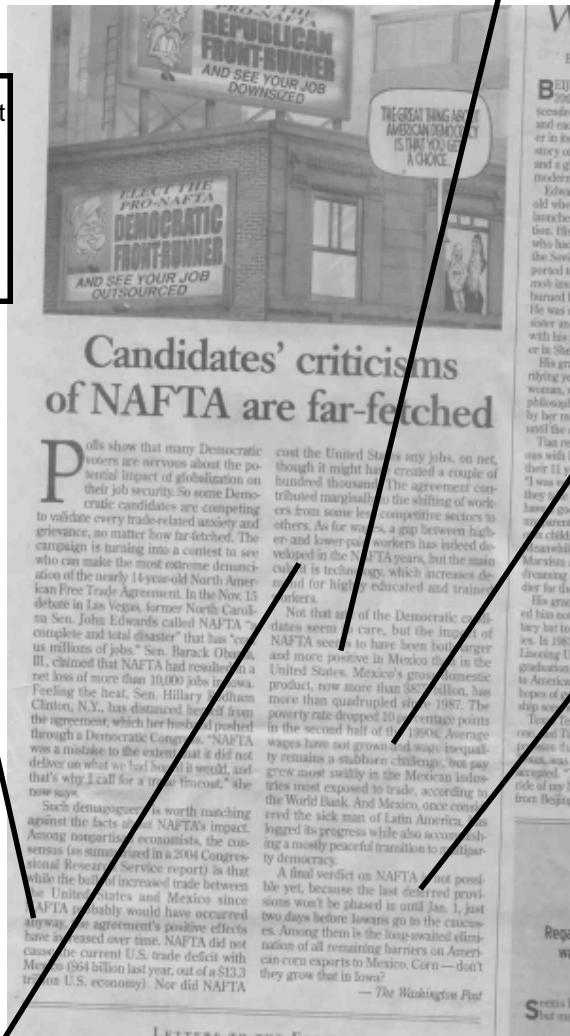 PRO-NAFTA
REPUBLICAN
FRONT-RUNNER
AND SEE YOUR JOB
DOWNSIZED
THE GREAT THING ABOUT
AMERICAN DEMOCRACY
IS THAT YOU GET
A CHOICE...
ELECT THE
PRO-NAFTA
DEMOCRATIC
FRONT-RUNNER
AND SEE YOUR JOB
OUTSOURCED
Candidates' criticisms
of NAFTA are far-fetched
Polls show that many Democratic
voters are nervous about the po-
tential impact of globalization on
their job security. So some Demo-
cratic candidates are competing
to validate every trade-related anxiety and
grievance, no matter how far-fetched. The
campaign is turning into a contest to see
who can make the most extreme denunci-
ation of the nearly 14-year-old North Amer-
ican Free Trade Agreement. In the Nov. 15
debate in Las Vegas, former North Caroli-
na Sen. John Edwards called NAFTA "a
complete and total disaster" that has "cost
us millions of jobs." Sen. Barack Obama,
Ill., claimed that NAFTA had resulted in a
net loss of more than 10,000 jobs in Iowa.
Feeling the heat, Sen. Hillary Rodham
Clinton, N.Y., has distanced herself from
the agreement, which her husband pushed
through a Democratic Congress. "NAFTA
was a mistake to the extent that it did not
deliver on what we had hoped it would, and
that's why I call for a trade timeout," she
now says.
Such demagoguery is worth matching
against the facts about NAFTA's impact.
Among nonpartisan economists, the con-
sensus (as summarized in a 2004 Congres-
sional Research Service report) is that
while the bulk of increased trade between
the United States and Mexico since
NAFTA probably would have occurred
anyway, the agreement's positive effects
have increased over time. NAFTA did not
cause the current U.S. trade deficit with
Mexico ($64 billion last year, out of a $13.3
trillion U.S. economy). Nor did NAFTA
cost the United States any jobs, on net,
though it might have created a couple of
hundred thousand. The agreement con-
tributed marginally to the shifting of work-
ers from some less competitive sectors to
others. As for wages, a gap between high-
er- and lower-paid workers has indeed de-
veloped in the NAFTA years, but the main
culprit is technology, which increases de-
mand for highly educated and trained
workers.
Not that any of the Democratic candi-
dates seem to care, but the impact of
NAFTA seems to have been both larger
and more positive in Mexico than in the
United States. Mexico's gross domestic
product, now more than $875 billion, has
more than quadrupled since 1987. The
poverty rate dropped 10 percentage points
in the second half of the 1990s. Average
wages have not grown and wage inequali-
ty remains a stubborn challenge, but pay
grew most swiftly in the Mexican indus-
tries most exposed to trade, according to
the World Bank. And Mexico, once consid-
ered the sick man of Latin America, has
logged its progress while also accomplish-
ing a mostly peaceful transition to multipar-
ty democracy.
A final verdict on NAFTA is not possi-
ble yet, because the last deferred provi-
sions won't be phased in until Jan. 1, just
two days before Iowans go to the caucus-
es. Among them is the long-awaited elimi-
nation of all remaining barriers on Ameri-
can corn exports to Mexico. Corn — don't
they grow that in Iowa?
— The Washington Post